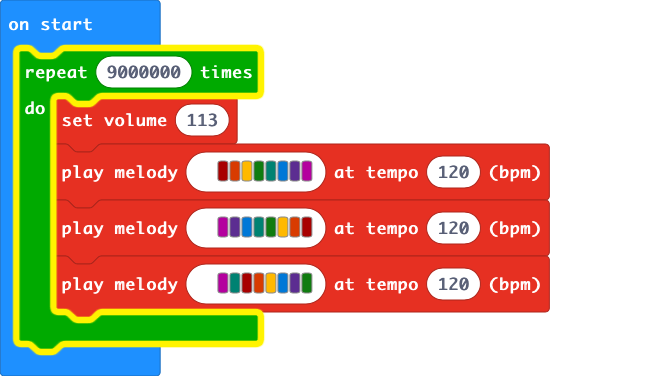 on start
repeat 9000000 times
do
set volume 113
play melody at tempo 120 (bpm)
play melody at tempo 120 (bpm)
play melody at tempo 120 (bpm)